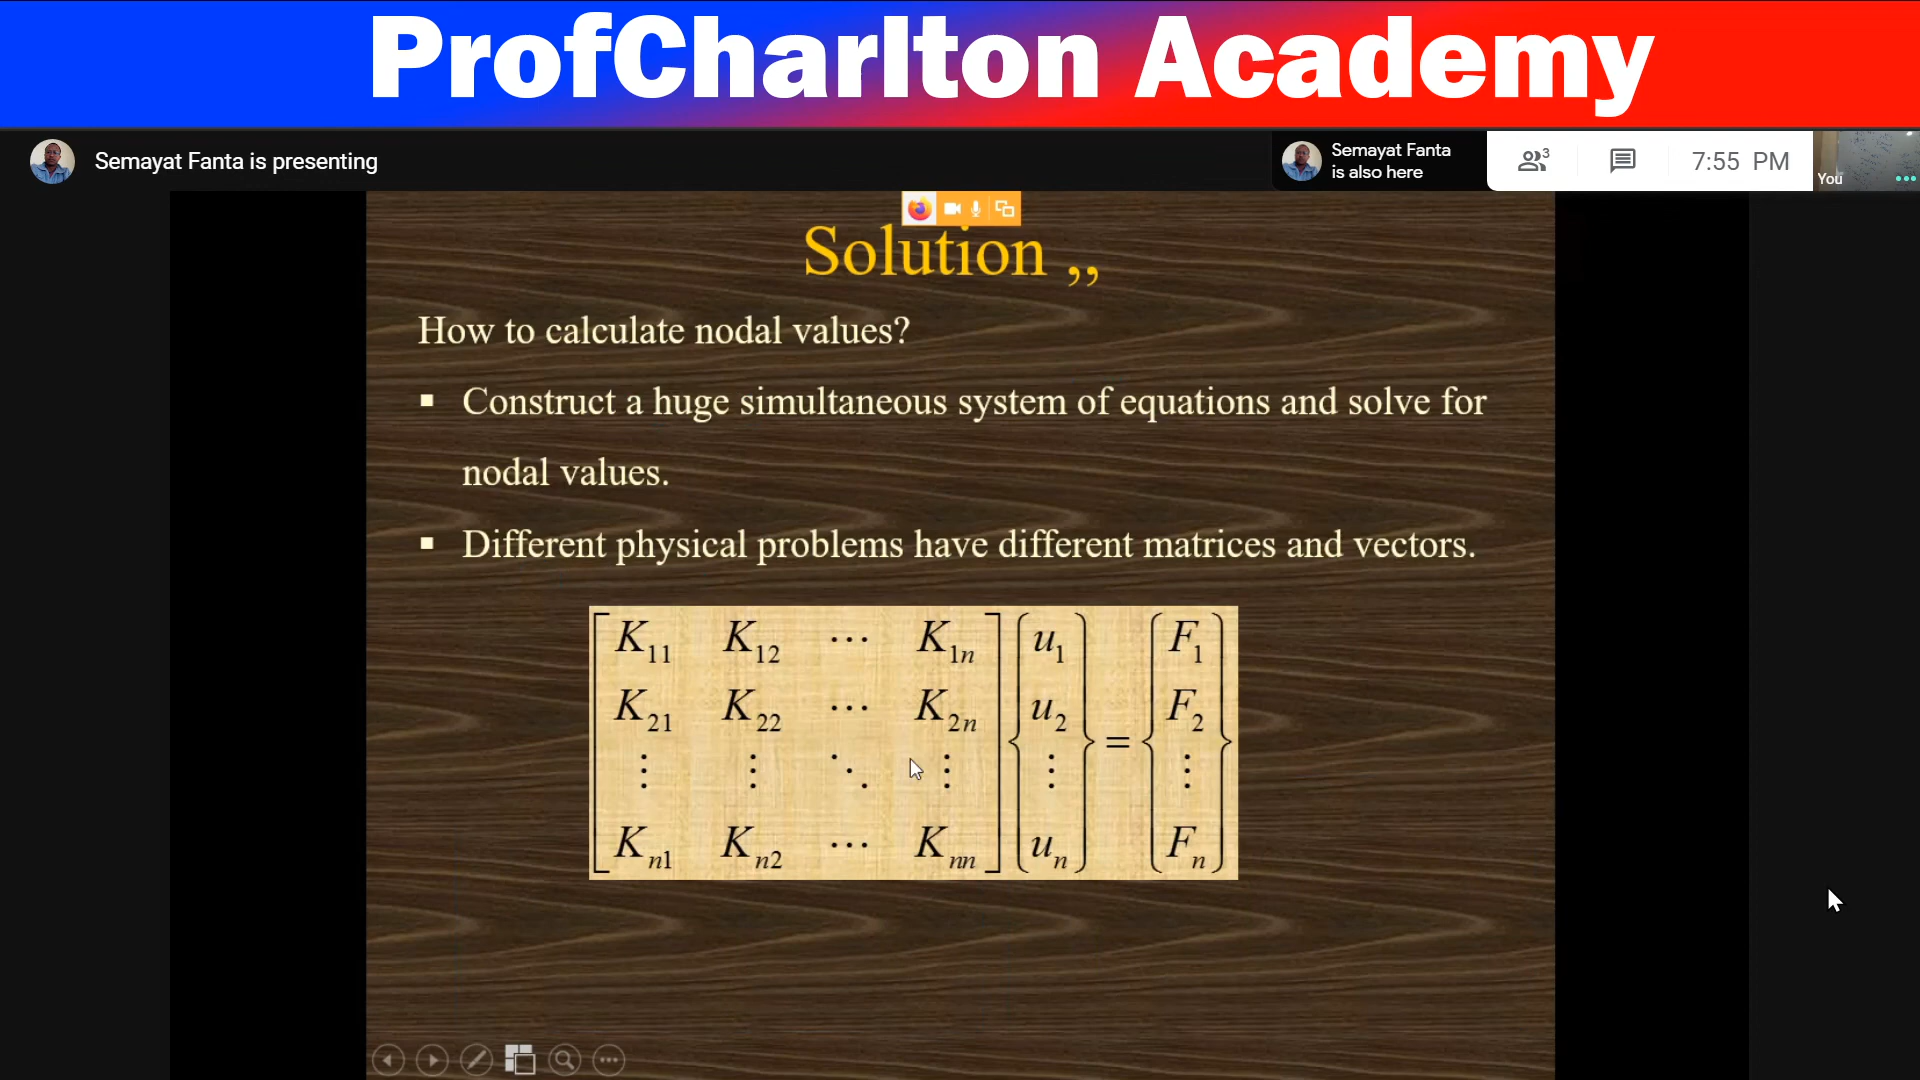 ProfCharlton Academy
Semayat Fanta is presenting
Semayat Fanta
is also here
3
7:55 PM
You
Solution ,,
How to calculate nodal values?
▪ Construct a huge simultaneous system of equations and solve for
nodal values.
▪ Different physical problems have different matrices and vectors.
[ K₁₁ K₁₂ ⋯ K₁ₙ ] { u₁ } = { F₁ }
[ K₂₁ K₂₂ ⋯ K₂ₙ ] { u₂ } { F₂ }
[ ⋮ ⋮ ⋱ ⋮ ] { ⋮ } { ⋮ }
[ Kₙ₁ Kₙ₂ ⋯ Kₙₙ ] { uₙ } { Fₙ }